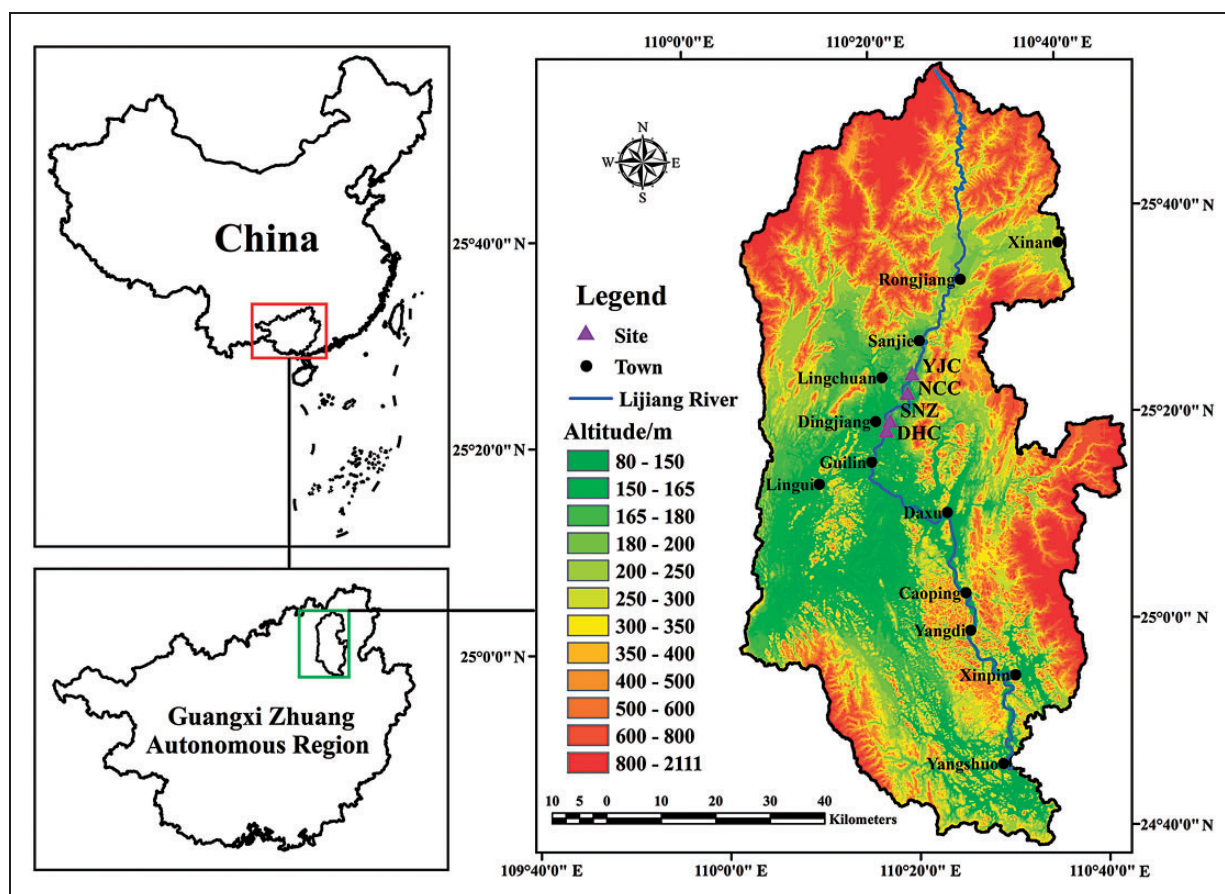 China
Guangxi Zhuang
Autonomous Region
110°0'0" E
110°20'0" E
110°40'0" E
25°40'0" N
25°20'0" N
25°0'0" N
N
W
E
S
Legend
Site
Town
Lijiang River
Altitude/m
80 - 150
150 - 165
165 - 180
180 - 200
200 - 250
250 - 300
300 - 350
350 - 400
400 - 500
500 - 600
600 - 800
800 - 2111
10 5 0 10 20 30 40
Kilometers
Xinan
Rongjiang
Sanjie
YJC
Lingchuan
NCC
SNZ
Dingjiang
DHC
Guilin
Lingui
Daxu
Caoping
Yangdi
Xinpin
Yangshuo
25°40'0" N
25°20'0" N
25°0'0" N
24°40'0" N
109°40'0" E
110°0'0" E
110°20'0" E
110°40'0" E